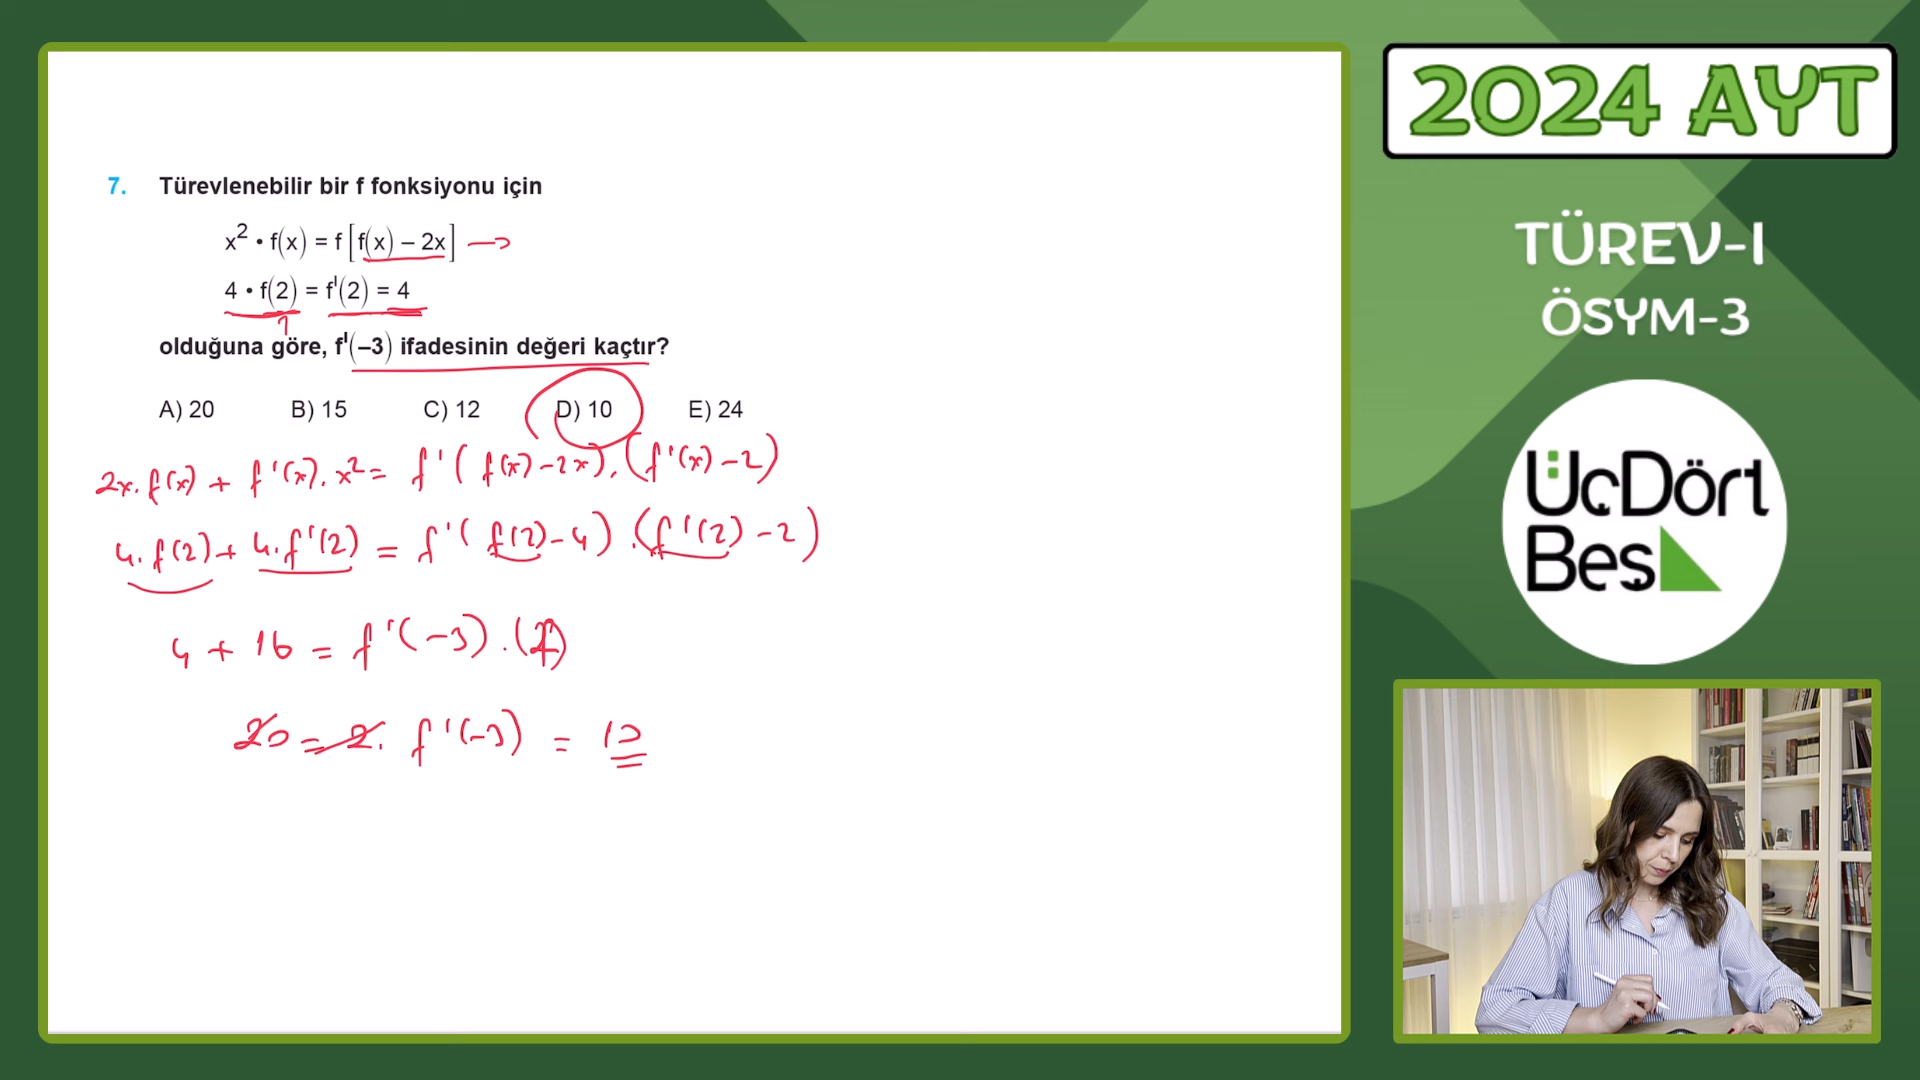 2024 AYT
TÜREV-I
ÖSYM-3
ÜçDört
Beş
7. Türevlenebilir bir f fonksiyonu için
x² • f(x) = f [f(x) – 2x] →
4 • f(2) = f'(2) = 4
1
olduğuna göre, f'(–3) ifadesinin değeri kaçtır?
A) 20 B) 15 C) 12 D) 10 E) 24
2x.f(x) + f'(x).x² = f'(f(x)-2x).(f'(x)-2)
4.f(2) + 4.f'(2) = f'(f(2)-4).(f'(2)-2)
4 + 16 = f'(-3).(2)
20 = 2. f'(-3) = 10